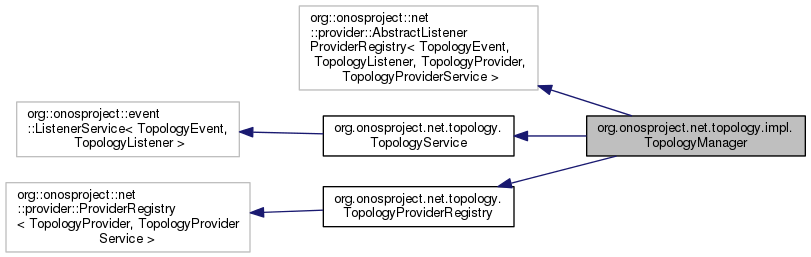 org::onosproject::net
::provider::AbstractListener
ProviderRegistry< TopologyEvent,
TopologyListener, TopologyProvider,
TopologyProviderService >
org::onosproject::event
::ListenerService< TopologyEvent,
TopologyListener >
org.onosproject.net.topology.
TopologyService
org.onosproject.net.topology.impl.
TopologyManager
org::onosproject::net
::provider::ProviderRegistry
< TopologyProvider, TopologyProvider
Service >
org.onosproject.net.topology.
TopologyProviderRegistry